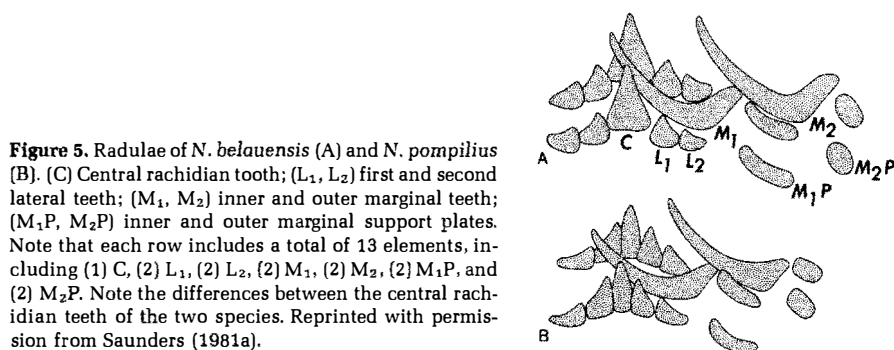 Figure 5. Radulae of N. belauensis (A) and N. pompilius
(B). (C) Central rachidian tooth; (L₁, L₂) first and second
lateral teeth; (M₁, M₂) inner and outer marginal teeth;
(M₁P, M₂P) inner and outer marginal support plates.
Note that each row includes a total of 13 elements, in-
cluding (1) C, (2) L₁, (2) L₂, (2) M₁, (2) M₂, (2) M₁P, and
(2) M₂P. Note the differences between the central rach-
idian teeth of the two species. Reprinted with permis-
sion from Saunders (1981a).
A
C
L₁
L₂
M₁
M₂
M₁P
M₂P
B